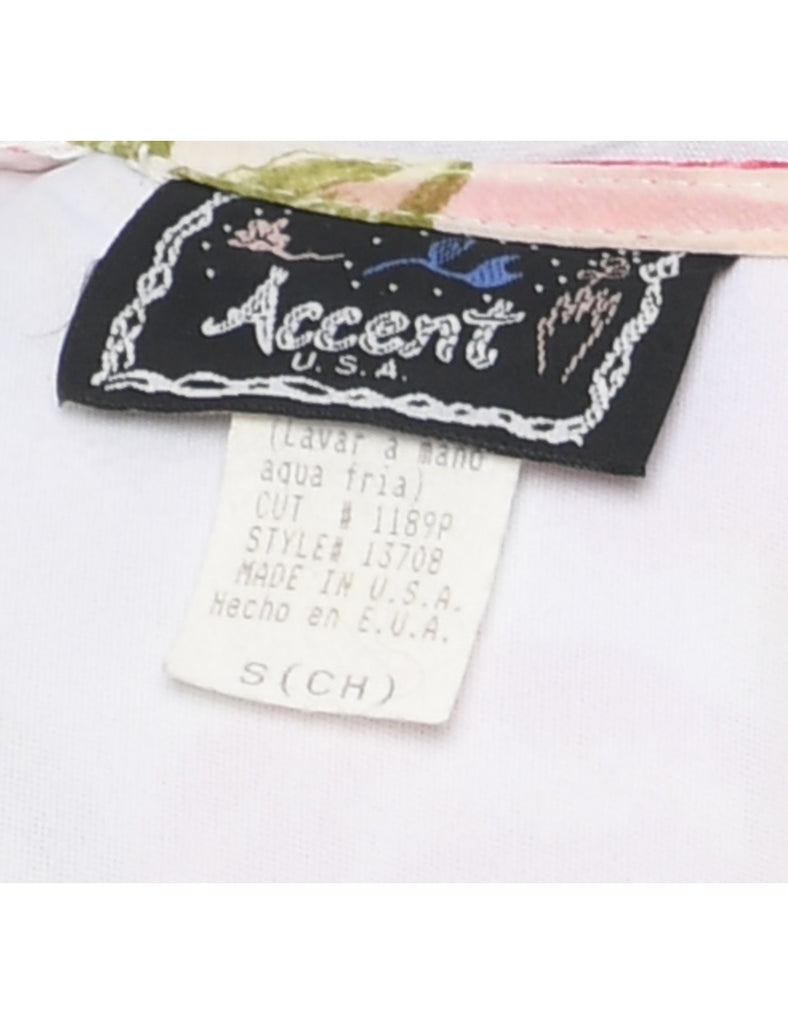 Accent
U.S.A.
(Lavar a mano
aqua fria)
CUT # 1189P
STYLE# 13708
MADE IN U.S.A.
Hecho en E.U.A.
S(CH)